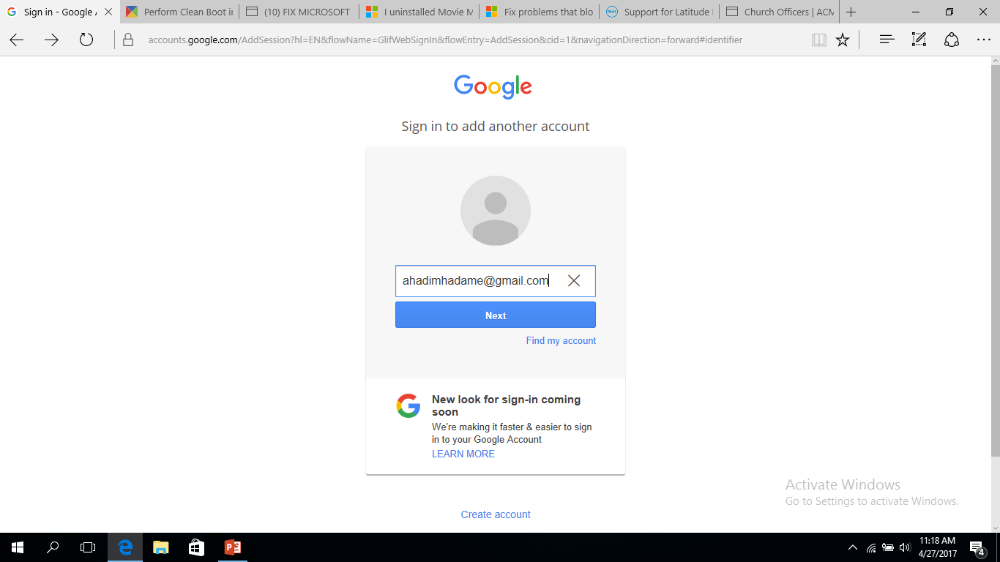 Sign in - Google A
Perform Clean Boot in
(10) FIX MICROSOFT
I uninstalled Movie M
Fix problems that blo
Support for Latitude
Church Officers | ACM
accounts.google.com/AddSession?hl=EN&flowName=GlifWebSignIn&flowEntry=AddSession&cid=1&navigationDirection=forward#identifier
Google
Sign in to add another account
ahadimhadame@gmail.com
Next
Find my account
New look for sign-in coming
soon
We're making it faster & easier to sign
in to your Google Account
LEARN MORE
Create account
Activate Windows
Go to Settings to activate Windows.
11:18 AM
4/27/2017
4